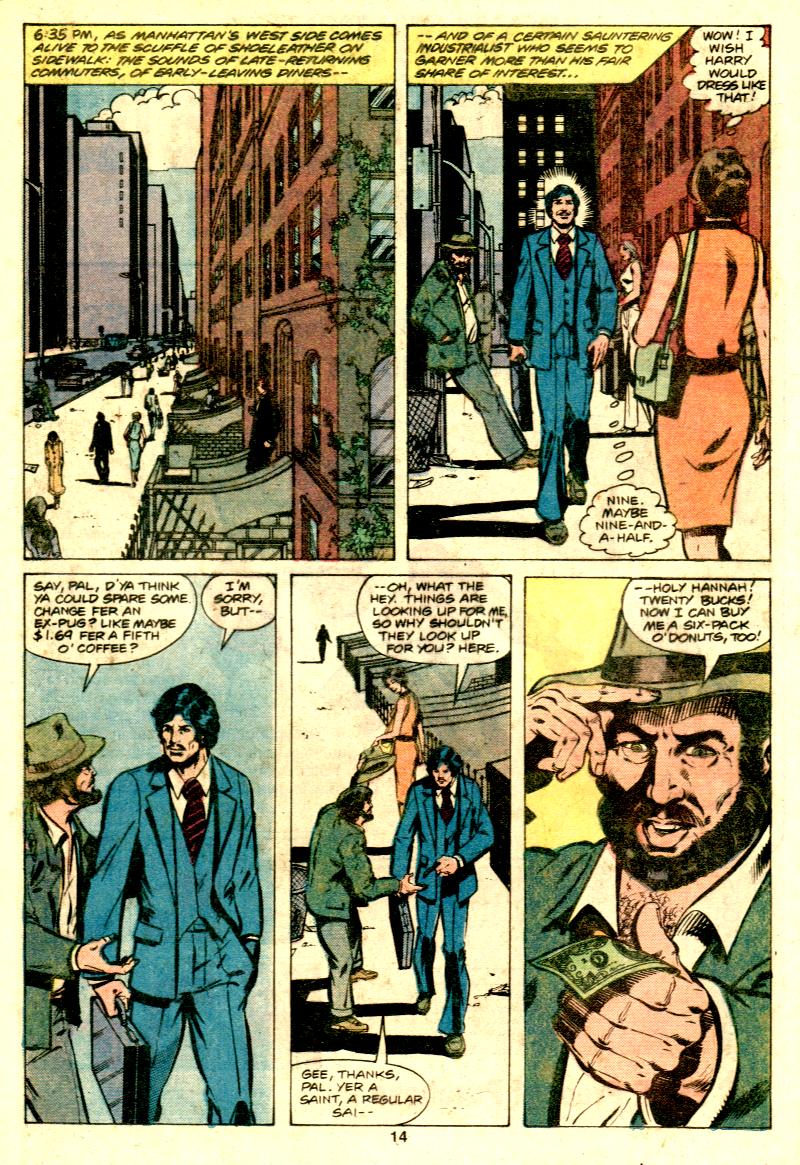 6:35 PM, AS MANHATTAN'S WEST SIDE COMES
ALIVE TO THE SCUFFLE OF SHOELEATHER ON
SIDEWALK: THE SOUNDS OF LATE-RETURNING
COMMUTERS, OF EARLY-LEAVING DINERS--
--AND OF A CERTAIN SAUNTERING
INDUSTRIALIST WHO SEEMS TO
GARNER MORE THAN HIS FAIR
SHARE OF INTEREST...
WOW! I
WISH
HARRY
WOULD
DRESS LIKE
THAT!
NINE.
MAYBE
NINE-AND-
A-HALF.
SAY, PAL, D'YA THINK
YA COULD SPARE SOME
CHANGE FER AN
EX-PUG? LIKE MAYBE
$1.69 FER A FIFTH
O' COFFEE?
I'M
SORRY,
BUT--
--OH, WHAT THE
HEY. THINGS ARE
LOOKING UP FOR ME,
SO WHY SHOULDN'T
THEY LOOK UP
FOR YOU? HERE.
GEE, THANKS,
PAL. YER A
SAINT, A REGULAR
SAI--
--HOLY HANNAH!
TWENTY BUCKS!
NOW I CAN BUY
ME A SIX-PACK
O'DONUTS, TOO!
14